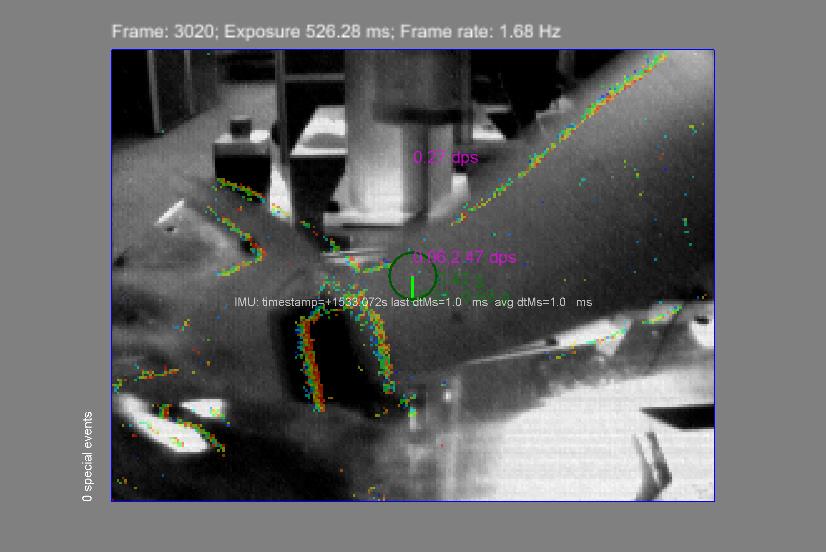 Frame: 3020; Exposure 526.28 ms; Frame rate: 1.68 Hz
0.27 dps
0.06,2.47 dps
IMU: timestamp=+1533.072s last dtMs=1.0 ms avg dtMs=1.0 ms
0 special events